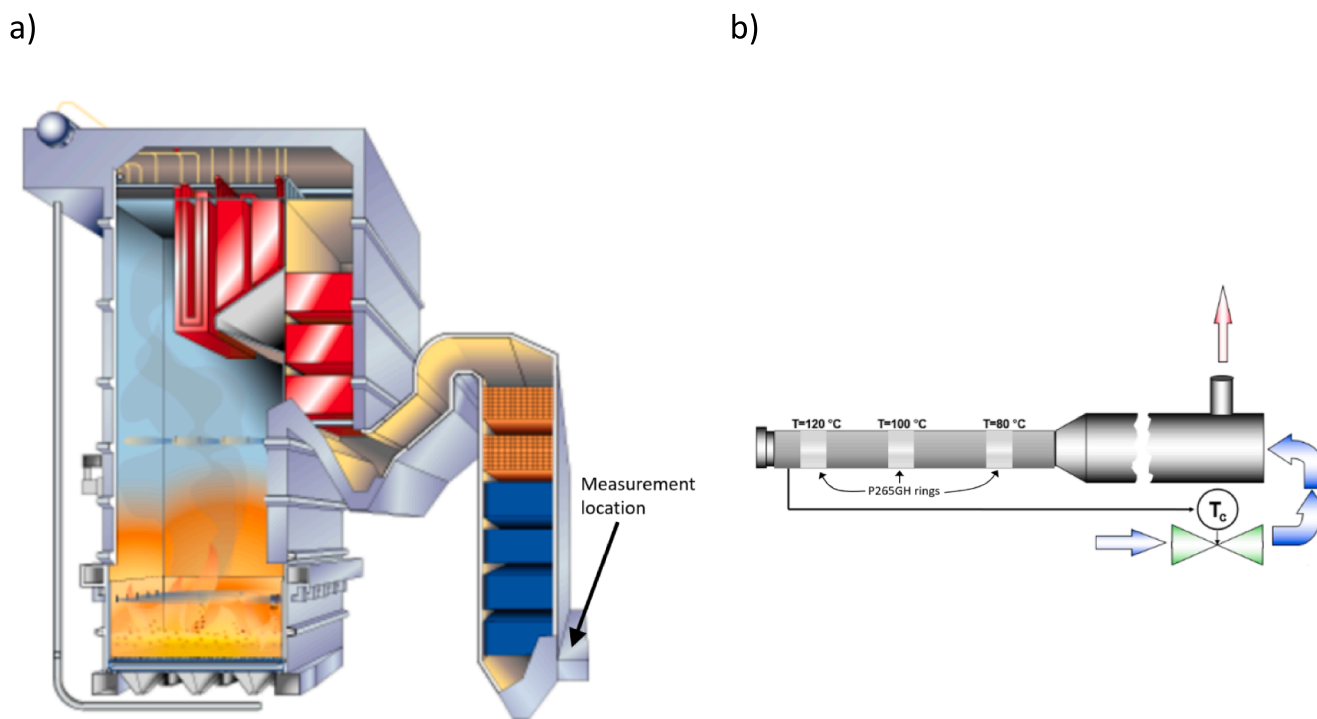 a)
b)
Measurement
location
T=120 °C
T=100 °C
T=80 °C
P265GH rings
Tc